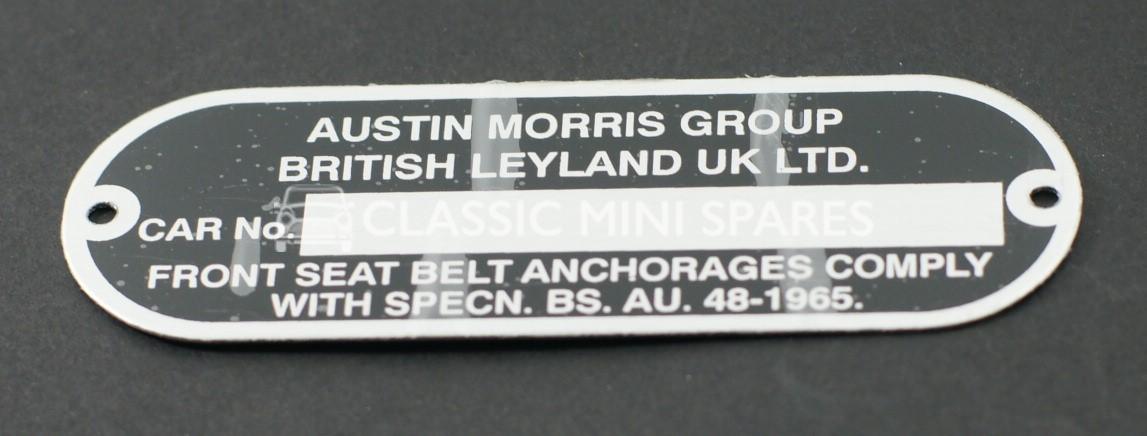 AUSTIN MORRIS GROUP
BRITISH LEYLAND UK LTD.
CAR No. CLASSIC MINI SPARES
FRONT SEAT BELT ANCHORAGES COMPLY
WITH SPECN. BS. AU. 48-1965.